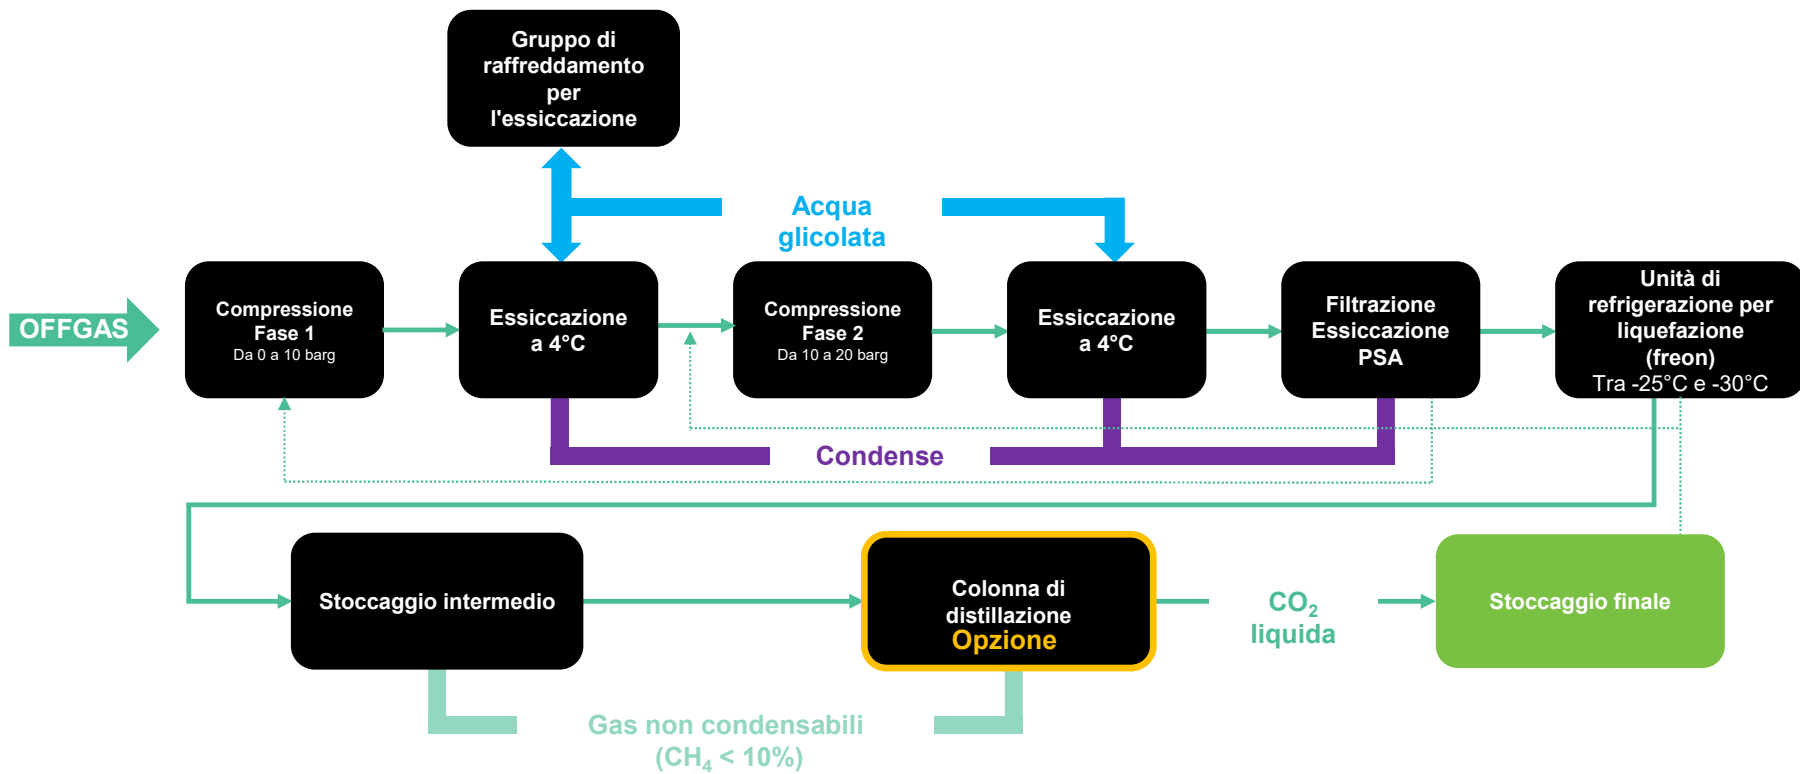 Gruppo di
raffreddamento
per
l'essiccazione
Acqua
glicolata
OFFGAS
Compressione
Fase 1
Da 0 a 10 barg
Essiccazione
a 4°C
Compressione
Fase 2
Da 10 a 20 barg
Essiccazione
a 4°C
Filtrazione
Essiccazione
PSA
Unità di
refrigerazione per
liquefazione
(freon)
Tra -25°C e -30°C
Condense
Stoccaggio intermedio
Colonna di
distillazione
Opzione
CO₂
liquida
Stoccaggio finale
Gas non condensabili
(CH₄ < 10%)